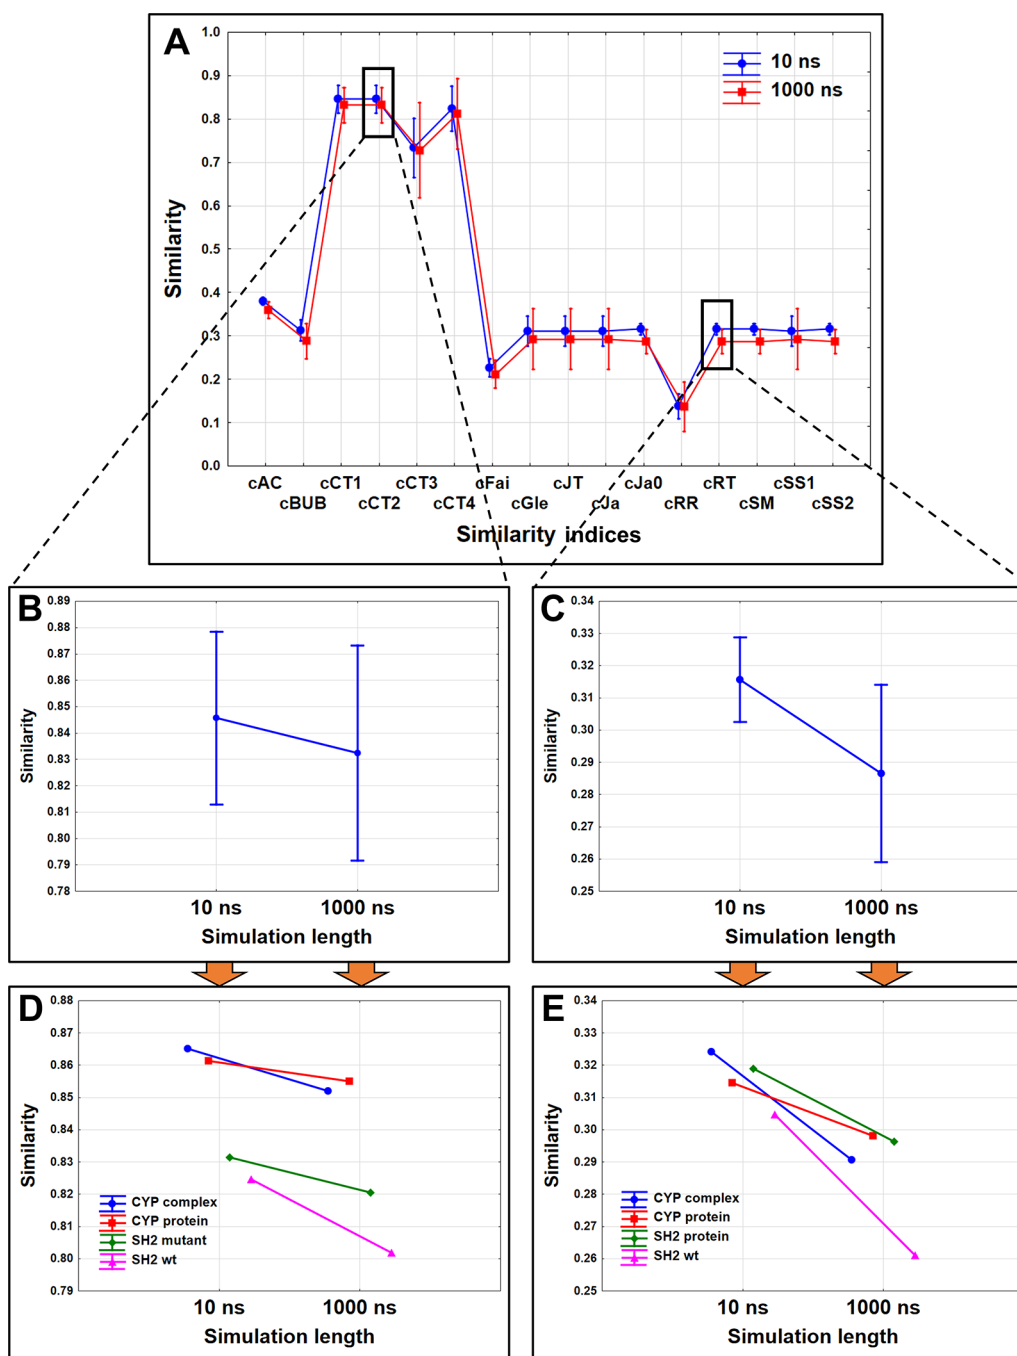 A
1.0
0.9
0.8
0.7
0.6
0.5
0.4
0.3
0.2
0.1
0.0
Similarity
10 ns
1000 ns
cAC cCT1 cCT3 cFai cJT cJa0 cRT cSS1
cBUB cCT2 cCT4 cGle cJa cRR cSM cSS2
Similarity indices
B
0.89
0.88
0.87
0.86
0.85
0.84
0.83
0.82
0.81
0.80
0.79
0.78
Similarity
10 ns 1000 ns
Simulation length
C
0.34
0.33
0.32
0.31
0.30
0.29
0.28
0.27
0.26
0.25
Similarity
10 ns 1000 ns
Simulation length
D
0.88
0.87
0.86
0.85
0.84
0.83
0.82
0.81
0.80
0.79
Similarity
CYP complex
CYP protein
SH2 mutant
SH2 wt
10 ns 1000 ns
Simulation length
E
0.34
0.33
0.32
0.31
0.30
0.29
0.28
0.27
0.26
0.25
Similarity
CYP complex
CYP protein
SH2 protein
SH2 wt
10 ns 1000 ns
Simulation length